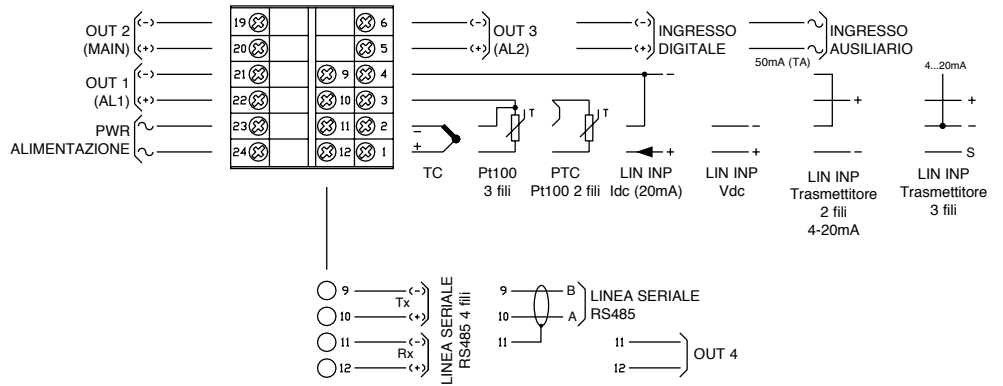 OUT 2 (-) 19 6 (-) OUT 3 (-) INGRESSO INGRESSO
(MAIN) (+) 20 5 (+) (AL2) (+) DIGITALE AUSILIARIO
50mA (TA)
OUT 1 (-) 21 9 4 - 4...20mA
(AL1) (+) 22 10 3 T T + +
PWR 23 11 2 - - -
ALIMENTAZIONE 24 12 1 + + + - S
TC Pt100 PTC LIN INP LIN INP LIN INP LIN INP
3 fili Pt100 2 fili Idc (20mA) Vdc Trasmettitore Trasmettitore
2 fili 3 fili
4-20mA
9 (-) 9 B LINEA SERIALE
Tx
10 (+) 10 A RS485
11 (-) 11 11
Rx OUT 4
12 (+) 12
LINEA SERIALE
RS485 4 fili